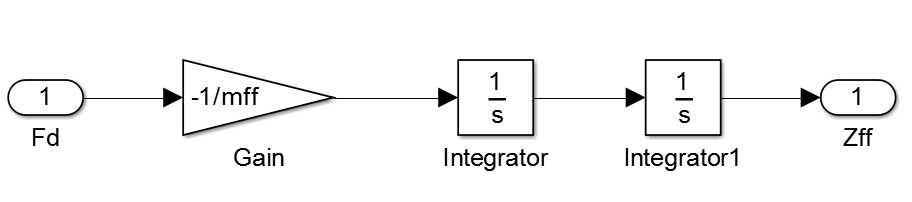 1
Fd
-1/mff
Gain
1
s
Integrator
1
s
Integrator1
1
Zff